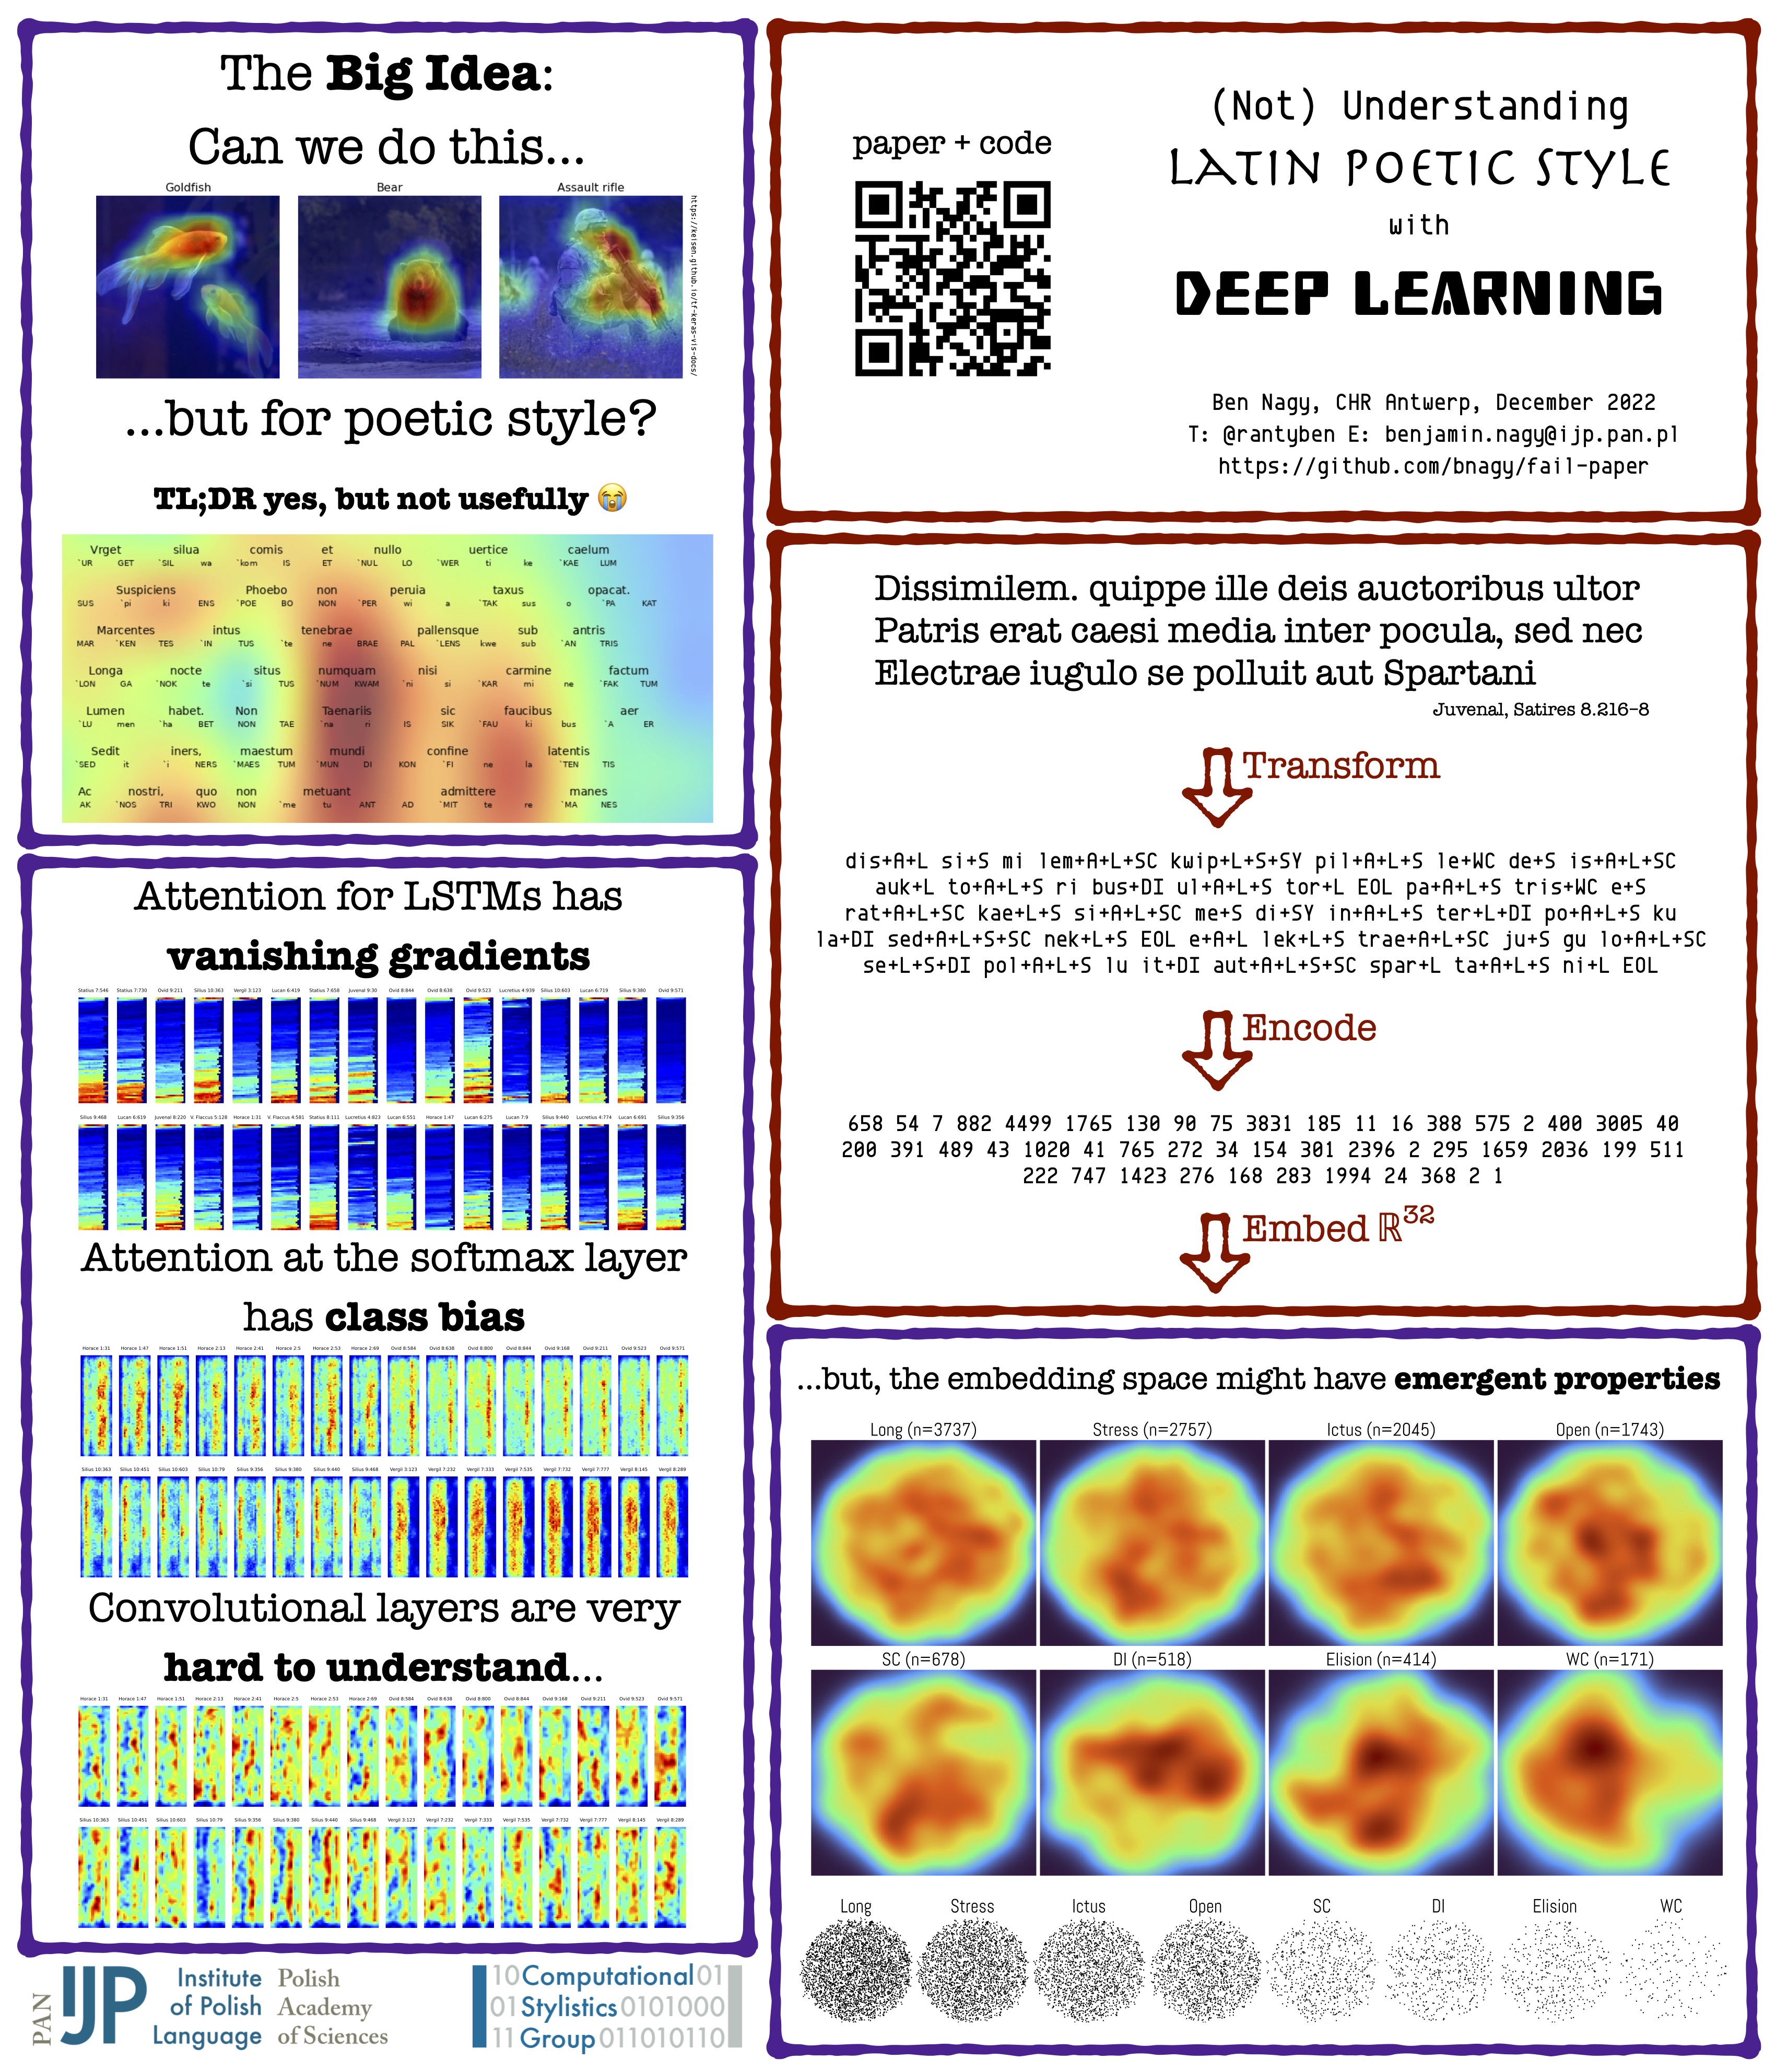 The Big Idea:
Can we do this...
Goldfish
Bear
Assault rifle
https://keisen.github.io/tf-keras-vis-docs/
...but for poetic style?
TL;DR yes, but not usefully 😭
Vrget silua comis et nullo uertice caelum
`UR GET `SIL wa `kom IS ET `NUL LO `WER ti ke `KAE LUM
Suspiciens Phoebo non peruia taxus opacat.
SUS `pi ki ENS `POE BO NON `PER wi a `TAK sus o `PA KAT
Marcentes intus tenebrae pallensque sub antris
MAR `KEN TES `IN TUS `te ne BRAE PAL `LENS kwe sub `AN TRIS
Longa nocte situs numquam nisi carmine factum
`LON GA `NOK te `si TUS `NUM KWAM `ni si `KAR mi ne `FAK TUM
Lumen habet. Non Taenariis sic faucibus aer
`LU men `ha BET NON TAE `na ri IS SIK `FAU ki bus `A ER
Sedit iners, maestum mundi confine latentis
`SED it `i NERS `MAES TUM `MUN DI KON `FI ne la `TEN TIS
Ac nostri, quo non metuant admittere manes
AK `NOS TRI KWO NON `me tu ANT AD `MIT te re `MA NES
Attention for LSTMs has
vanishing gradients
Statius 7:546 Statius 7:730 Ovid 9:211 Silius 10:363 Vergil 3:123 Lucan 6:419 Statius 7:658 Juvenal 9:30 Ovid 8:844 Ovid 8:638 Ovid 9:523 Lucretius 4:939 Silius 10:603 Lucan 6:719 Silius 9:380 Ovid 9:571
Silius 9:468 Lucan 6:619 Juvenal 8:220 V. Flaccus 5:128 Horace 1:31 V. Flaccus 4:581 Statius 8:111 Lucretius 4:823 Lucan 6:551 Horace 1:47 Lucan 6:275 Lucan 7:9 Silius 9:440 Lucretius 4:774 Lucan 6:691 Silius 9:356
Attention at the softmax layer
has class bias
Horace 1:31 Horace 1:47 Horace 1:51 Horace 2:13 Horace 2:41 Horace 2:5 Horace 2:53 Horace 2:69 Ovid 8:584 Ovid 8:638 Ovid 8:800 Ovid 8:844 Ovid 9:168 Ovid 9:211 Ovid 9:523 Ovid 9:571
Silius 10:363 Silius 10:451 Silius 10:603 Silius 10:79 Silius 9:356 Silius 9:380 Silius 9:440 Silius 9:468 Vergil 3:123 Vergil 7:232 Vergil 7:333 Vergil 7:535 Vergil 7:732 Vergil 7:777 Vergil 8:145 Vergil 8:289
Convolutional layers are very
hard to understand...
Horace 1:31 Horace 1:47 Horace 1:51 Horace 2:13 Horace 2:41 Horace 2:5 Horace 2:53 Horace 2:69 Ovid 8:584 Ovid 8:638 Ovid 8:800 Ovid 8:844 Ovid 9:168 Ovid 9:211 Ovid 9:523 Ovid 9:571
Silius 10:363 Silius 10:451 Silius 10:603 Silius 10:79 Silius 9:356 Silius 9:380 Silius 9:440 Silius 9:468 Vergil 3:123 Vergil 7:232 Vergil 7:333 Vergil 7:535 Vergil 7:732 Vergil 7:777 Vergil 8:145 Vergil 8:289
PAN
IJP
Institute
of Polish
Language
Polish
Academy
of Sciences
10Computational01
01Stylistics0101000
11Group011010110
paper + code
(Not) Understanding
LATIN POETIC STYLE
with
DEEP LEARNING
Ben Nagy, CHR Antwerp, December 2022
T: @rantyben E: benjamin.nagy@ijp.pan.pl
https://github.com/bnagy/fail-paper
Dissimilem. quippe ille deis auctoribus ultor
Patris erat caesi media inter pocula, sed nec
Electrae iugulo se polluit aut Spartani
Juvenal, Satires 8.216-8
Transform
dis+A+L si+S mi lem+A+L+SC kwip+L+S+SY pil+A+L+S le+WC de+S is+A+L+SC
auk+L to+A+L+S ri bus+DI ul+A+L+S tor+L EOL pa+A+L+S tris+WC e+S
rat+A+L+SC kae+L+S si+A+L+SC me+S di+SY in+A+L+S ter+L+DI po+A+L+S ku
la+DI sed+A+L+S+SC nek+L+S EOL e+A+L lek+L+S trae+A+L+SC ju+S gu lo+A+L+SC
se+L+S+DI pol+A+L+S lu it+DI aut+A+L+S+SC spar+L ta+A+L+S ni+L EOL
Encode
658 54 7 882 4499 1765 130 90 75 3831 185 11 16 388 575 2 400 3005 40
200 391 489 43 1020 41 765 272 34 154 301 2396 2 295 1659 2036 199 511
222 747 1423 276 168 283 1994 24 368 2 1
Embed ℝ³²
...but, the embedding space might have emergent properties
Long (n=3737)
Stress (n=2757)
Ictus (n=2045)
Open (n=1743)
SC (n=678)
DI (n=518)
Elision (n=414)
WC (n=171)
Long Stress Ictus Open SC DI Elision WC